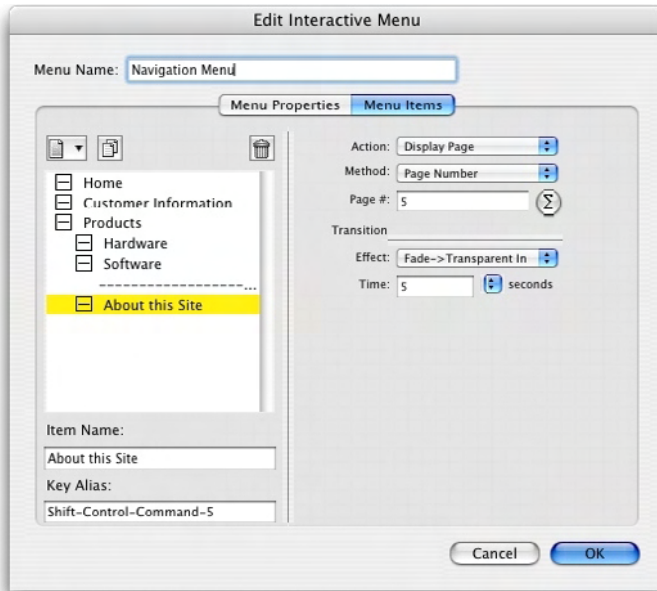 Edit Interactive Menu
Menu Name: Navigation Menu
Menu Properties
Menu Items
Home
Customer Information
Products
Hardware
Software
-------------------...
About this Site
Item Name:
About this Site
Key Alias:
Shift-Control-Command-5
Action: Display Page
Method: Page Number
Page #: 5
Σ
Transition
Effect: Fade->Transparent In
Time: 5 seconds
Cancel
OK